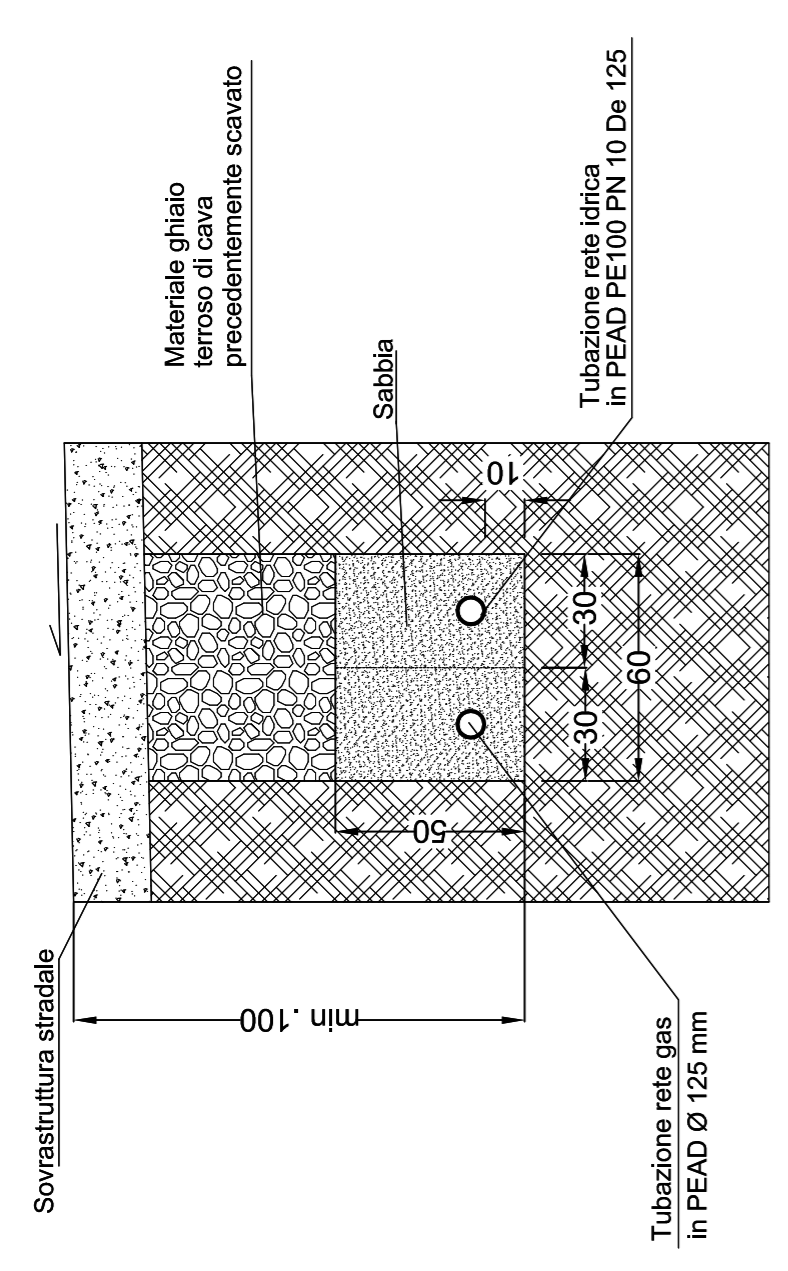 Sovrastruttura stradale
Materiale ghiaio
terroso di cava
precedentemente scavato
Sabbia
Tubazione rete idrica
in PEAD PE100 PN 10 De 125
Tubazione rete gas
in PEAD Ø 125 mm
min .100
50
10
30
30
60